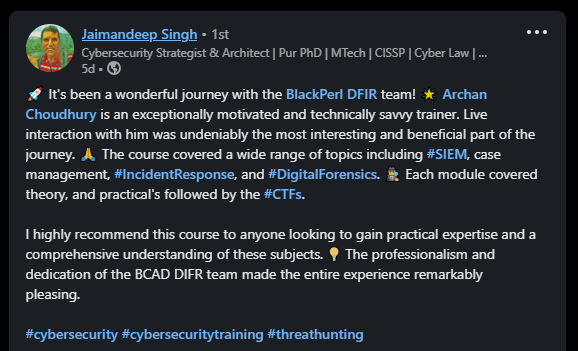 Jaimandeep Singh • 1st
Cybersecurity Strategist & Architect | Pur PhD | MTech | CISSP | Cyber Law | ...
5d •
🚀 It's been a wonderful journey with the BlackPerl DFIR team! 🌟 Archan
Choudhury is an exceptionally motivated and technically savvy trainer. Live
interaction with him was undeniably the most interesting and beneficial part of the
journey. 🙏 The course covered a wide range of topics including #SIEM, case
management, #IncidentResponse, and #DigitalForensics. 🕵️ Each module covered
theory, and practical's followed by the #CTFs.
I highly recommend this course to anyone looking to gain practical expertise and a
comprehensive understanding of these subjects. 💡 The professionalism and
dedication of the BCAD DIFR team made the entire experience remarkably
pleasing.
#cybersecurity #cybersecuritytraining #threathunting